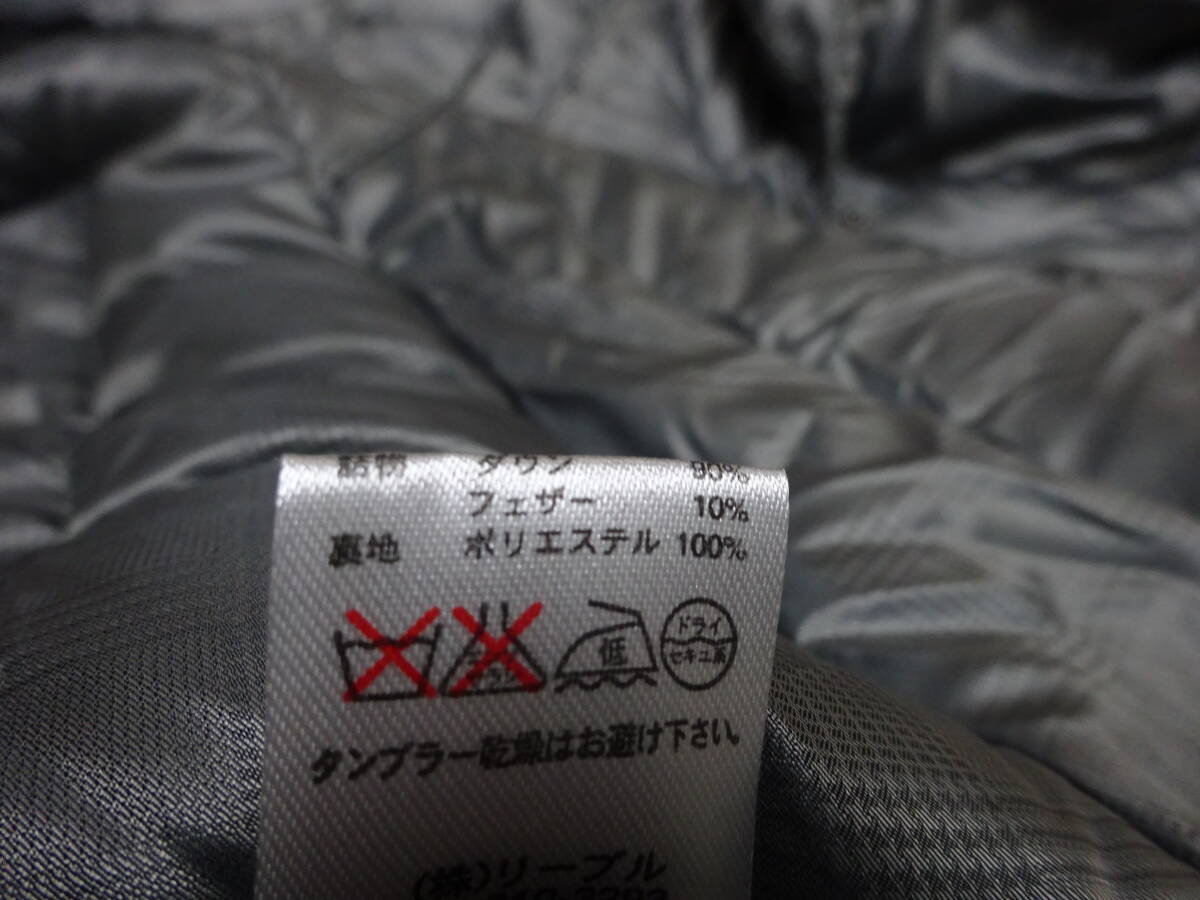 詰物 ダウン 90%
フェザー 10%
裏地 ポリエステル 100%
低
ドライ
セキユ系
タンブラー乾燥はお避け下さい。
(株)リーブル